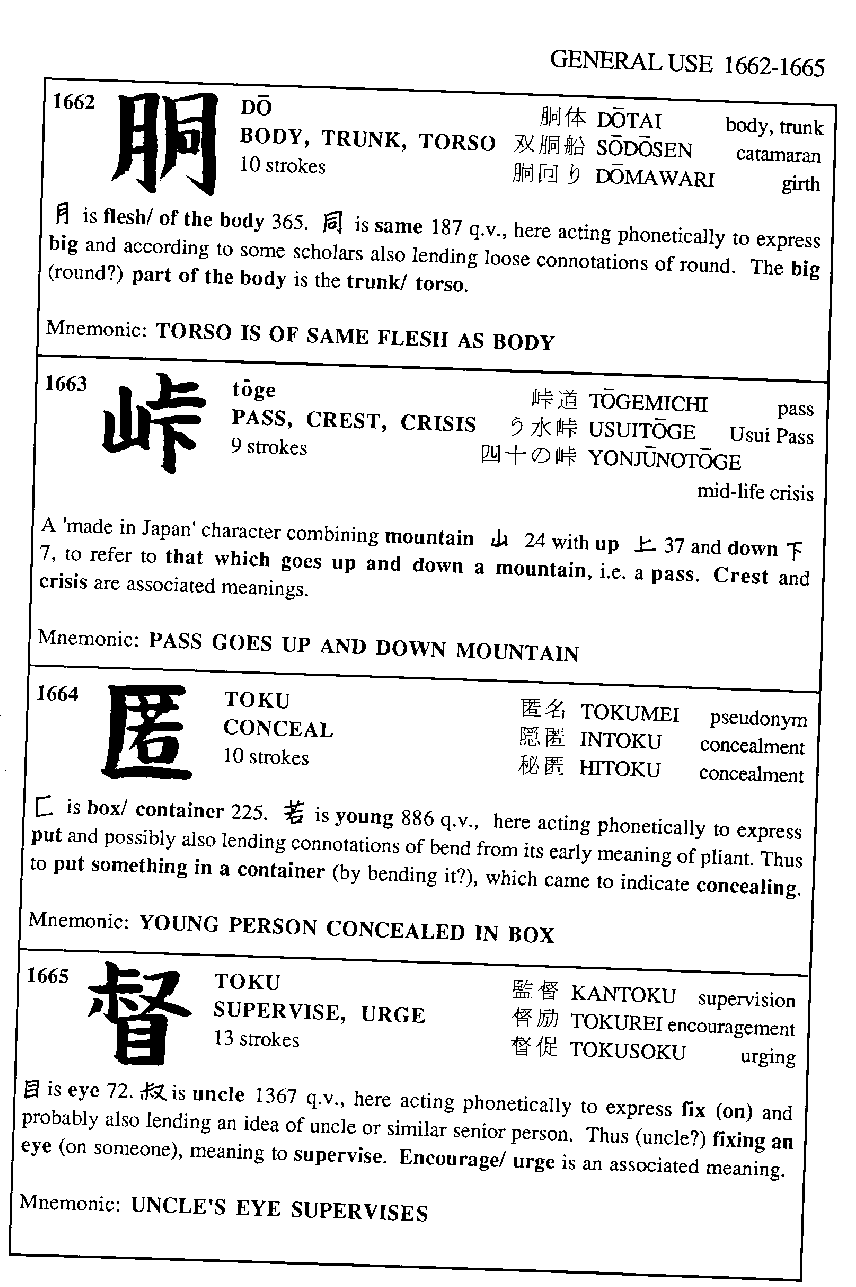 GENERAL USE 1662-1665
1662 胴 DŌ
BODY, TRUNK, TORSO
10 strokes
胴体 DŌTAI body, trunk
双胴船 SŌDŌSEN catamaran
胴回り DŌMAWARI girth
月 is flesh/ of the body 365. 同 is same 187 q.v., here acting phonetically to express
big and according to some scholars also lending loose connotations of round. The big
(round?) part of the body is the trunk/ torso.
Mnemonic: TORSO IS OF SAME FLESH AS BODY
1663 峠 tōge
PASS, CREST, CRISIS
9 strokes
峠道 TŌGEMICHI pass
う水峠 USUITŌGE Usui Pass
四十の峠 YONJŪNOTŌGE
mid-life crisis
A 'made in Japan' character combining mountain 山 24 with up 上 37 and down 下
7, to refer to that which goes up and down a mountain, i.e. a pass. Crest and
crisis are associated meanings.
Mnemonic: PASS GOES UP AND DOWN MOUNTAIN
1664 匿 TOKU
CONCEAL
10 strokes
匿名 TOKUMEI pseudonym
隠匿 INTOKU concealment
秘匿 HITOKU concealment
匚 is box/ container 225. 若 is young 886 q.v., here acting phonetically to express
put and possibly also lending connotations of bend from its early meaning of pliant. Thus
to put something in a container (by bending it?), which came to indicate concealing.
Mnemonic: YOUNG PERSON CONCEALED IN BOX
1665 督 TOKU
SUPERVISE, URGE
13 strokes
監督 KANTOKU supervision
督励 TOKUREI encouragement
督促 TOKUSOKU urging
目 is eye 72. 叔 is uncle 1367 q.v., here acting phonetically to express fix (on) and
probably also lending an idea of uncle or similar senior person. Thus (uncle?) fixing an
eye (on someone), meaning to supervise. Encourage/ urge is an associated meaning.
Mnemonic: UNCLE'S EYE SUPERVISES